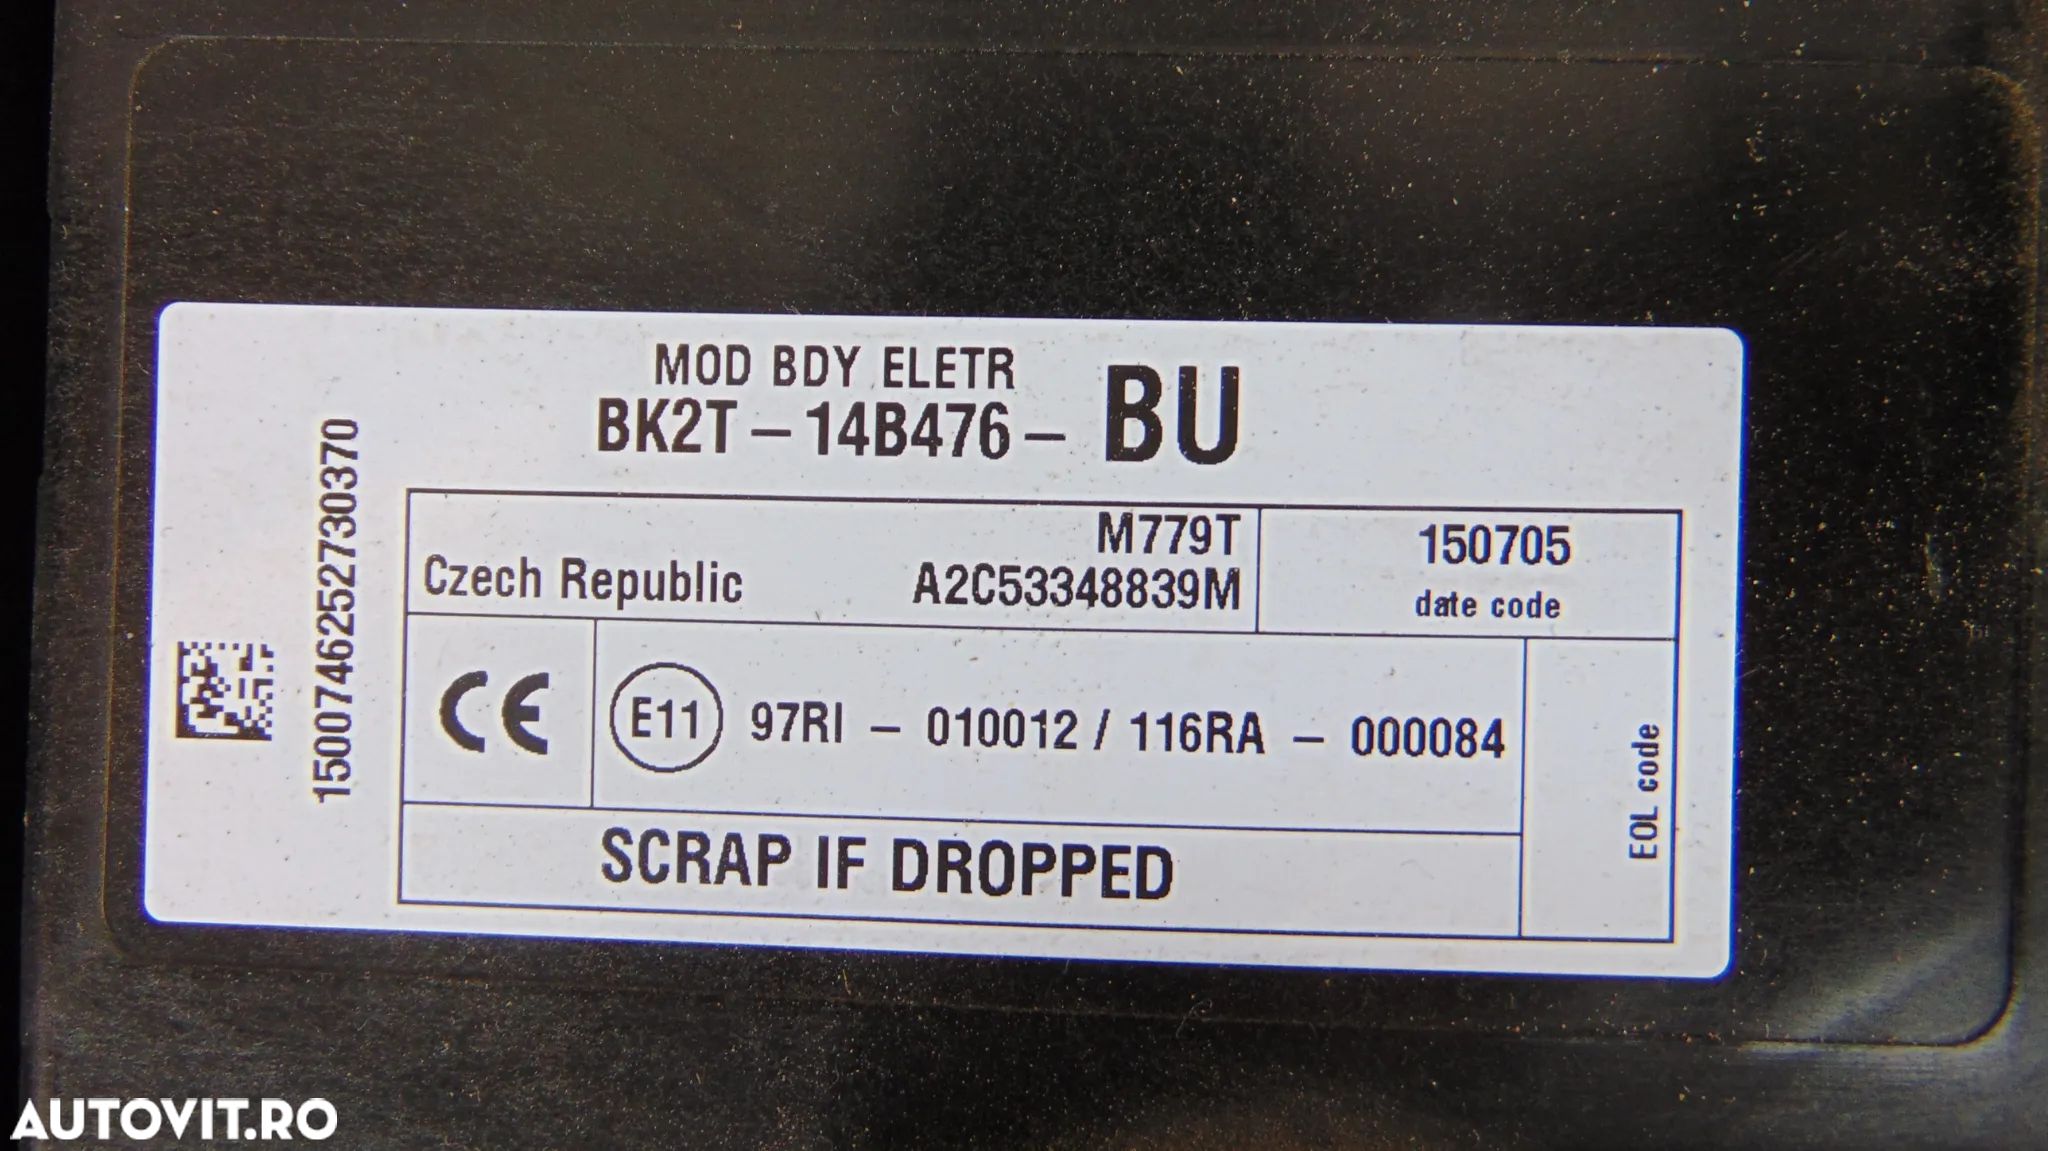 MOD BDY ELETR
BK2T-14B476-BU
1500746252730370
Czech Republic
M779T
A2C53348839M
150705
date code
CE
E11 97RI - 010012 / 116RA - 000084
EOL code
SCRAP IF DROPPED
AUTOVIT.RO